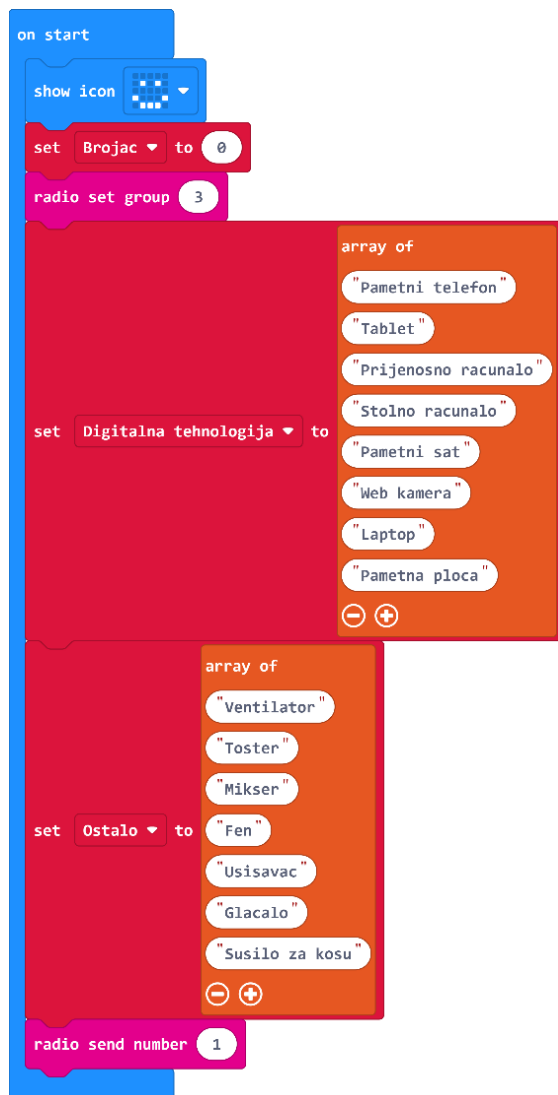 on start
show icon
set Brojac to 0
radio set group 3
set Digitalna tehnologija to
array of
"Pametni telefon"
"Tablet"
"Prijenosno racunalo"
"Stolno racunalo"
"Pametni sat"
"Web kamera"
"Laptop"
"Pametna ploca"
set Ostalo to
array of
"Ventilator"
"Toster"
"Mikser"
"Fen"
"Usisavac"
"Glacalo"
"Susilo za kosu"
radio send number 1